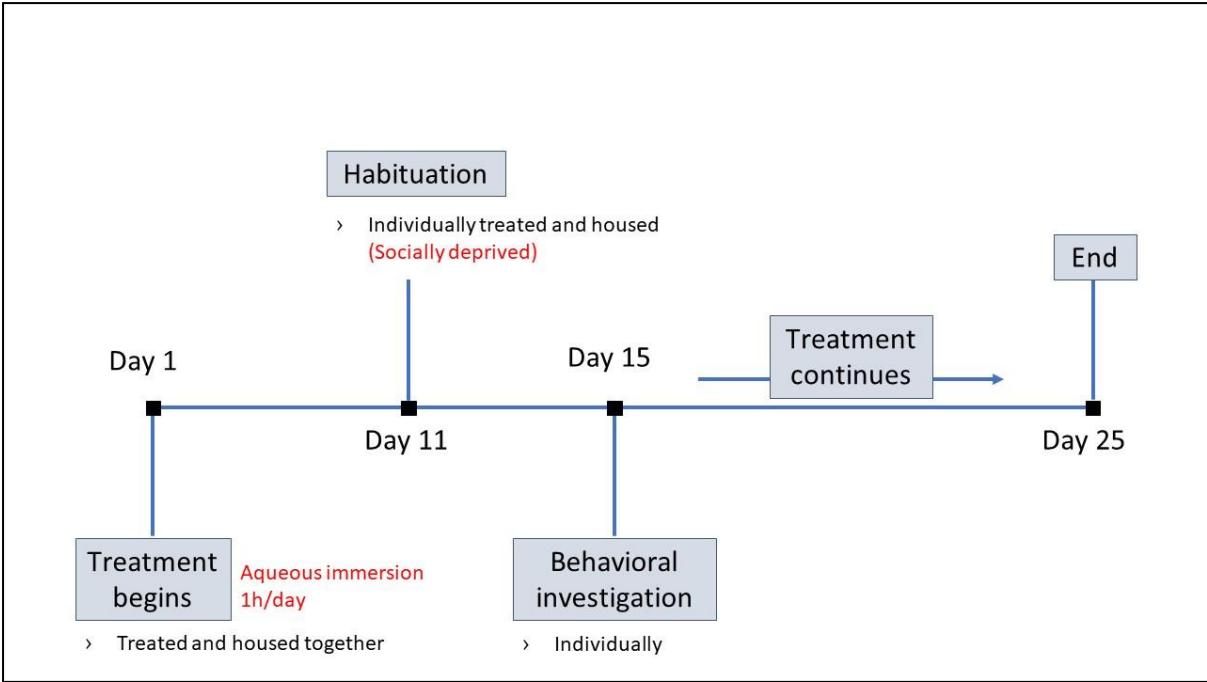 Habituation
› Individually treated and housed
(Socially deprived)
End
Day 1
Day 15
Treatment
continues
Day 11
Day 25
Treatment
begins
Aqueous immersion
1h/day
› Treated and housed together
Behavioral
investigation
› Individually